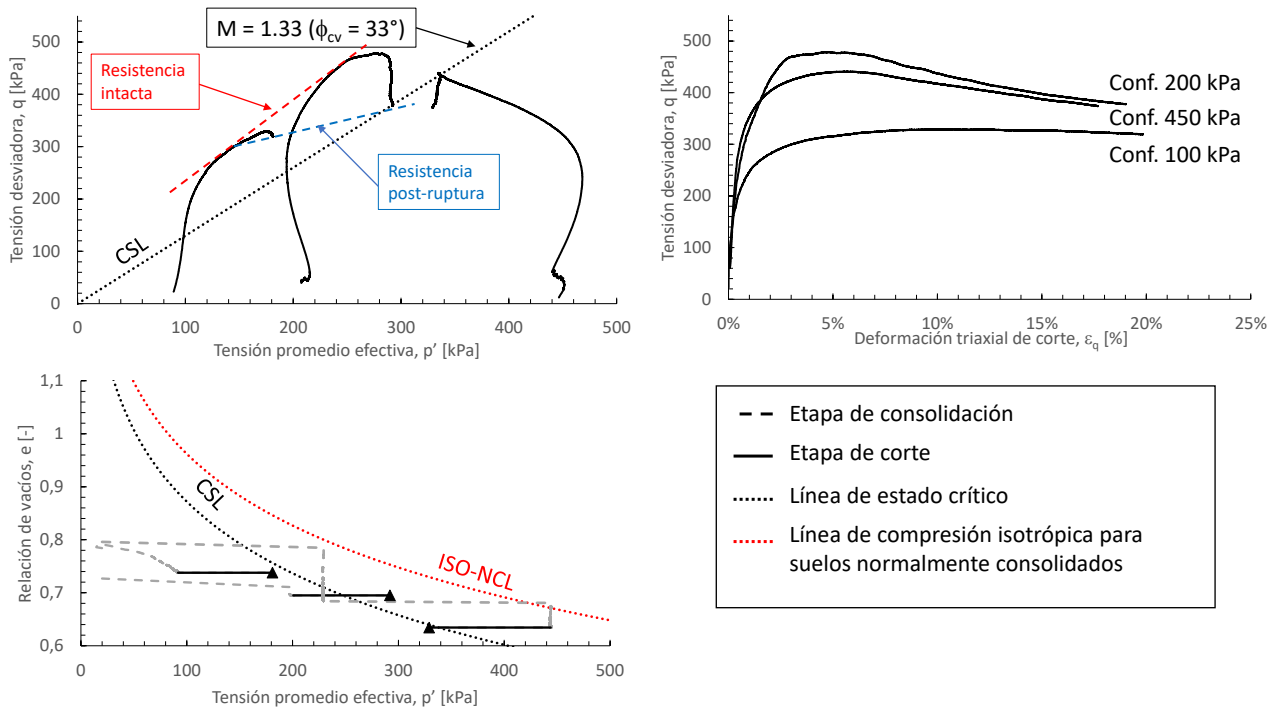 M = 1.33 (ϕcv = 33°)
Resistencia
intacta
Resistencia
post-ruptura
CSL
Tensión desviadora, q [kPa]
500
400
300
200
100
0
0 100 200 300 400 500
Tensión promedio efectiva, p’ [kPa]
Tensión desviadora, q [kPa]
500
400
300
200
100
0
Conf. 200 kPa
Conf. 450 kPa
Conf. 100 kPa
0% 5% 10% 15% 20% 25%
Deformación triaxial de corte, εq [%]
Relación de vacíos, e [-]
1,1
1
0,9
0,8
0,7
0,6
CSL
ISO-NCL
0 100 200 300 400 500
Tensión promedio efectiva, p’ [kPa]
Etapa de consolidación
Etapa de corte
Línea de estado crítico
Línea de compresión isotrópica para
suelos normalmente consolidados